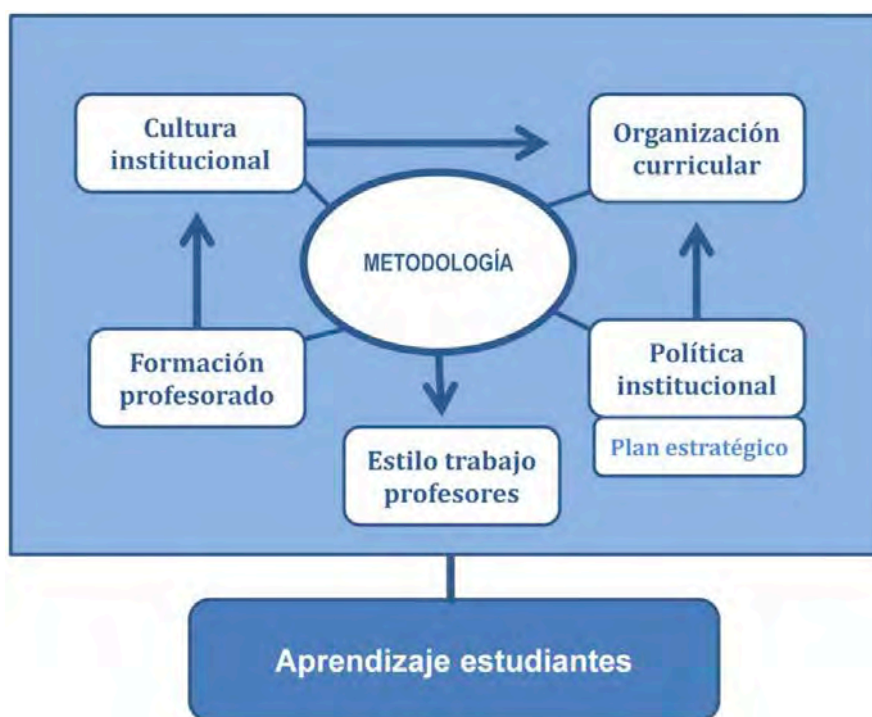 Cultura
institucional
Organización
curricular
METODOLOGÍA
Formación
profesorado
Política
institucional
Plan estratégico
Estilo trabajo
profesores
Aprendizaje estudiantes